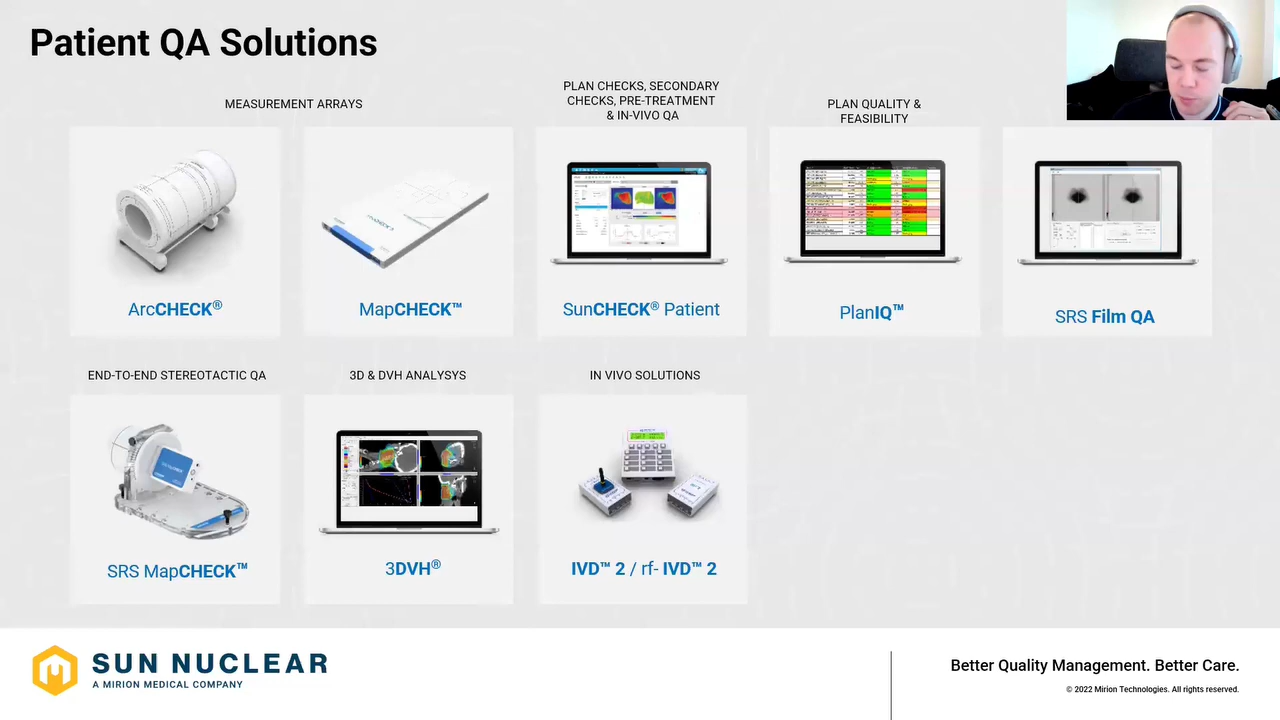 Patient QA Solutions
MEASUREMENT ARRAYS
PLAN CHECKS, SECONDARY
CHECKS, PRE-TREATMENT
& IN-VIVO QA
PLAN QUALITY &
FEASIBILITY
ArcCHECK®
MapCHECK™
SunCHECK® Patient
PlanIQ™
SRS Film QA
END-TO-END STEREOTACTIC QA
3D & DVH ANALYSYS
IN VIVO SOLUTIONS
SRS MapCHECK™
3DVH®
IVD™ 2 / rf- IVD™ 2
SUN NUCLEAR
A MIRION MEDICAL COMPANY
Better Quality Management. Better Care.
© 2022 Mirion Technologies. All rights reserved.